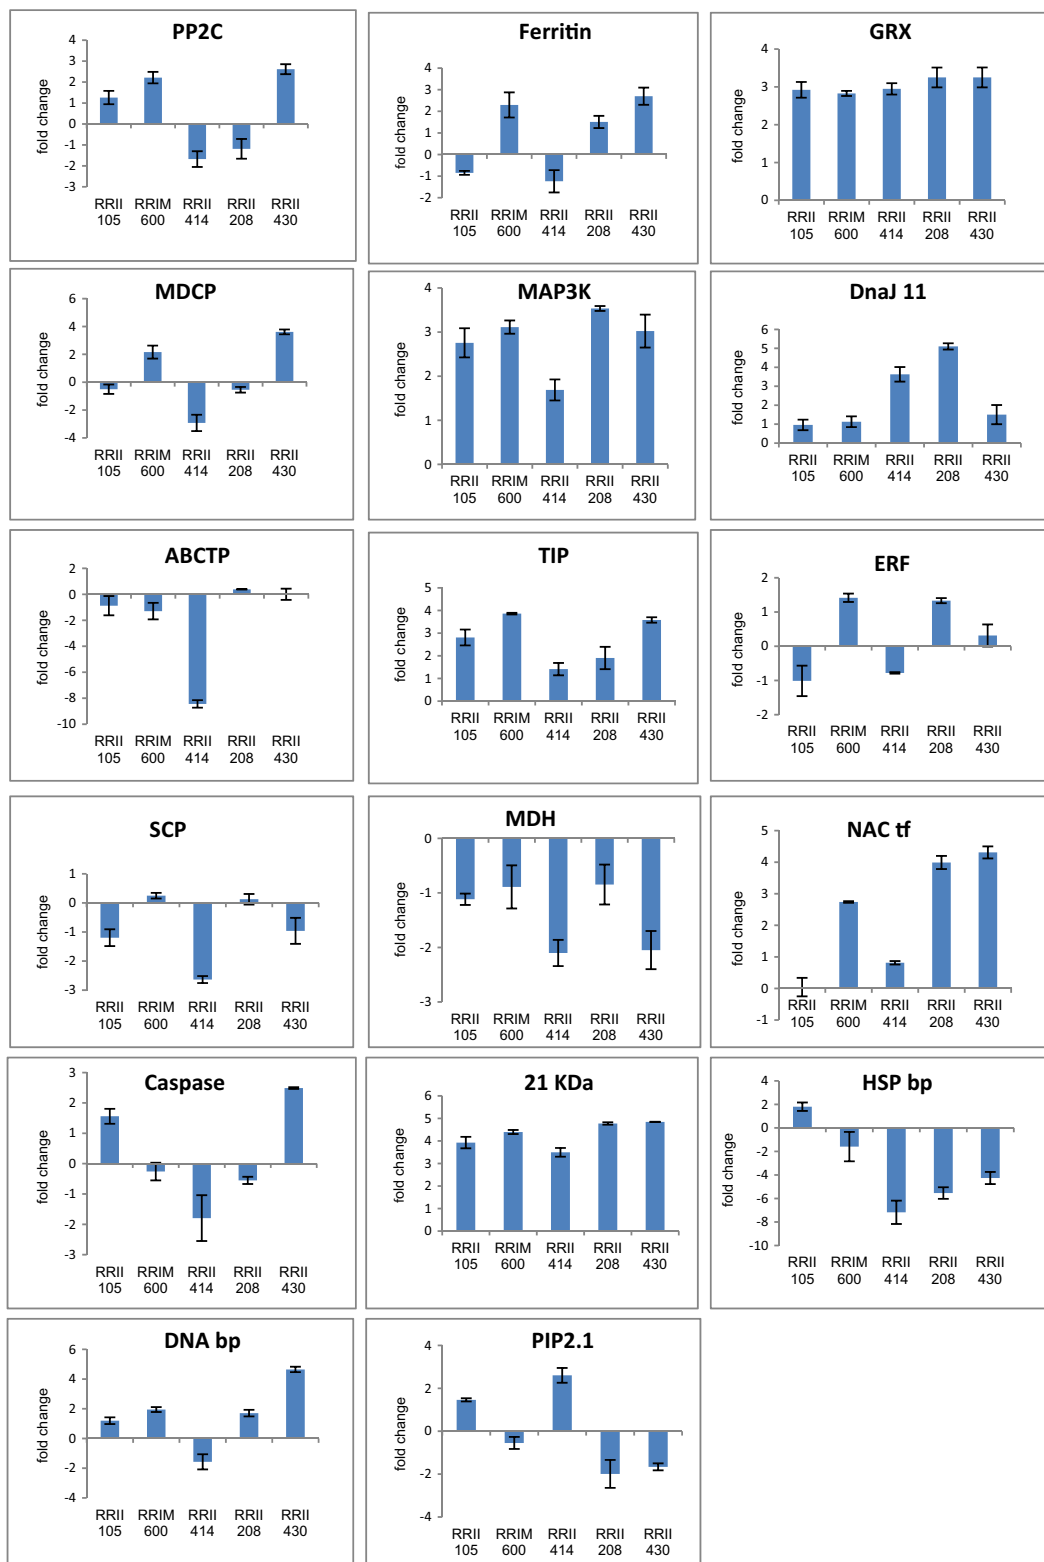 PP2C
fold change
4
3
2
1
0
-1
-2
-3
RRII RRIM RRII RRII RRII
105 600 414 208 430
Ferritin
fold change
4
3
2
1
0
-1
-2
RRII RRIM RRII RRII RRII
105 600 414 208 430
GRX
fold change
4
3
2
1
0
RRII RRIM RRII RRII RRII
105 600 414 208 430
MDCP
fold change
6
4
2
0
-2
-4
RRII RRIM RRII RRII RRII
105 600 414 208 430
MAP3K
fold change
4
3
2
1
0
RRII RRIM RRII RRII RRII
105 600 414 208 430
DnaJ 11
fold change
6
5
4
3
2
1
0
RRII RRIM RRII RRII RRII
105 600 414 208 430
ABCTP
fold change
2
0
-2
-4
-6
-8
-10
RRII RRIM RRII RRII RRII
105 600 414 208 430
TIP
fold change
5
4
3
2
1
0
RRII RRIM RRII RRII RRII
105 600 414 208 430
ERF
fold change
2
1
0
-1
-2
RRII RRIM RRII RRII RRII
105 600 414 208 430
SCP
fold change
1
0
-1
-2
-3
RRII RRIM RRII RRII RRII
105 600 414 208 430
MDH
fold change
0
-1
-2
-3
RRII RRIM RRII RRII RRII
105 600 414 208 430
NAC tf
fold change
5
4
3
2
1
0
-1
RRII RRIM RRII RRII RRII
105 600 414 208 430
Caspase
fold change
3
2
1
0
-1
-2
-3
RRII RRIM RRII RRII RRII
105 600 414 208 430
21 KDa
fold change
6
5
4
3
2
1
0
RRII RRIM RRII RRII RRII
105 600 414 208 430
HSP bp
fold change
4
2
0
-2
-4
-6
-8
-10
RRII RRIM RRII RRII RRII
105 600 414 208 430
DNA bp
fold change
6
4
2
0
-2
-4
RRII RRIM RRII RRII RRII
105 600 414 208 430
PIP2.1
fold change
4
2
0
-2
-4
RRII RRIM RRII RRII RRII
105 600 414 208 430